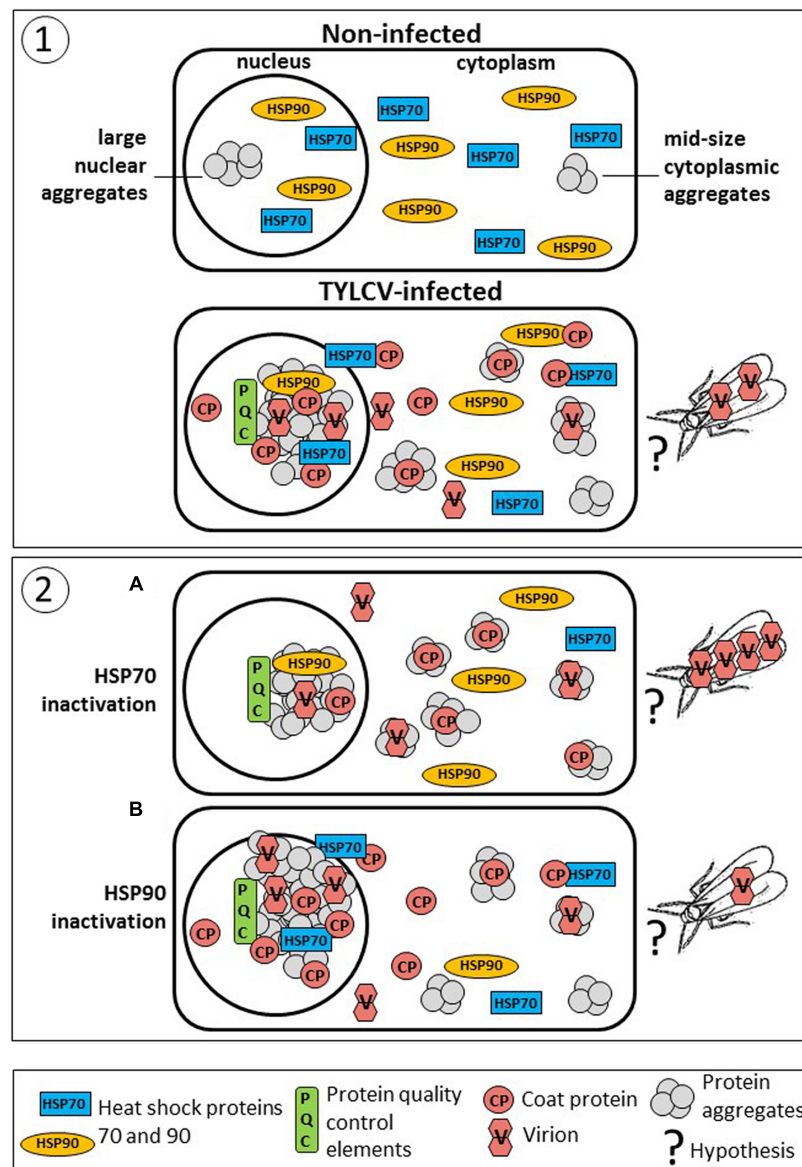 1
Non-infected
nucleus
cytoplasm
large
nuclear
aggregates
mid-size
cytoplasmic
aggregates
HSP90
HSP70
HSP90
HSP70
HSP70
HSP90
HSP70
HSP90
HSP90
HSP70
HSP70
HSP90
TYLCV-infected
HSP90 CP
HSP70 CP
CP
CP HSP70
HSP90
P
Q
C
CP
V
CP
V
V
CP
HSP90
V
V
V
CP
HSP70
CP
CP
HSP90
V
HSP70
?
2
A
HSP70
inactivation
V
HSP90
CP
CP
HSP70
P
Q
C
HSP90
V
CP
HSP90
V
CP
V
CP
HSP90
V
V
V
V
?
B
HSP90
inactivation
V
HSP70
CP
CP
CP HSP70
P
Q
C
V
V
CP
CP
V
V
CP
CP
HSP70
CP
CP
CP
HSP90
V
HSP70
?
HSP70
HSP90
Heat shock proteins
70 and 90
P
Q
C
Protein quality
control
elements
CP
Coat protein
V
Virion
Protein
aggregates
?
Hypothesis